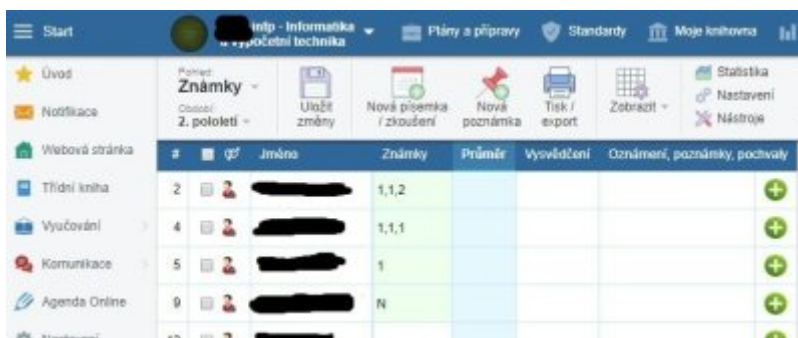 Start
intp - Informatika
a výpočetní technika
Plány a přípravy
Standardy
Moje knihovna
Úvod
Notifikace
Webová stránka
Třídní kniha
Vyučování
Komunikace
Agenda Online
Nastavení
Pohled:
Známky
Období:
2. pololetí
Uložit
změny
Nová písemka
/ zkoušení
Nová
poznámka
Tisk /
export
Zobrazit
Statistika
Nastavení
Nástroje
# Jméno Známky Průměr Vysvědčení Oznámení, poznámky, pochvaly
2 1,1,2
4 1,1,1
5 1
9 N